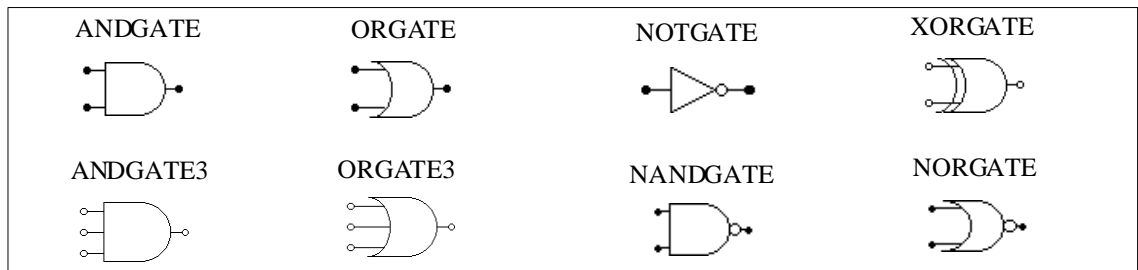 ANDGATE
ORGATE
NOTGATE
XORGATE
ANDGATE3
ORGATE3
NANDGATE
NORGATE